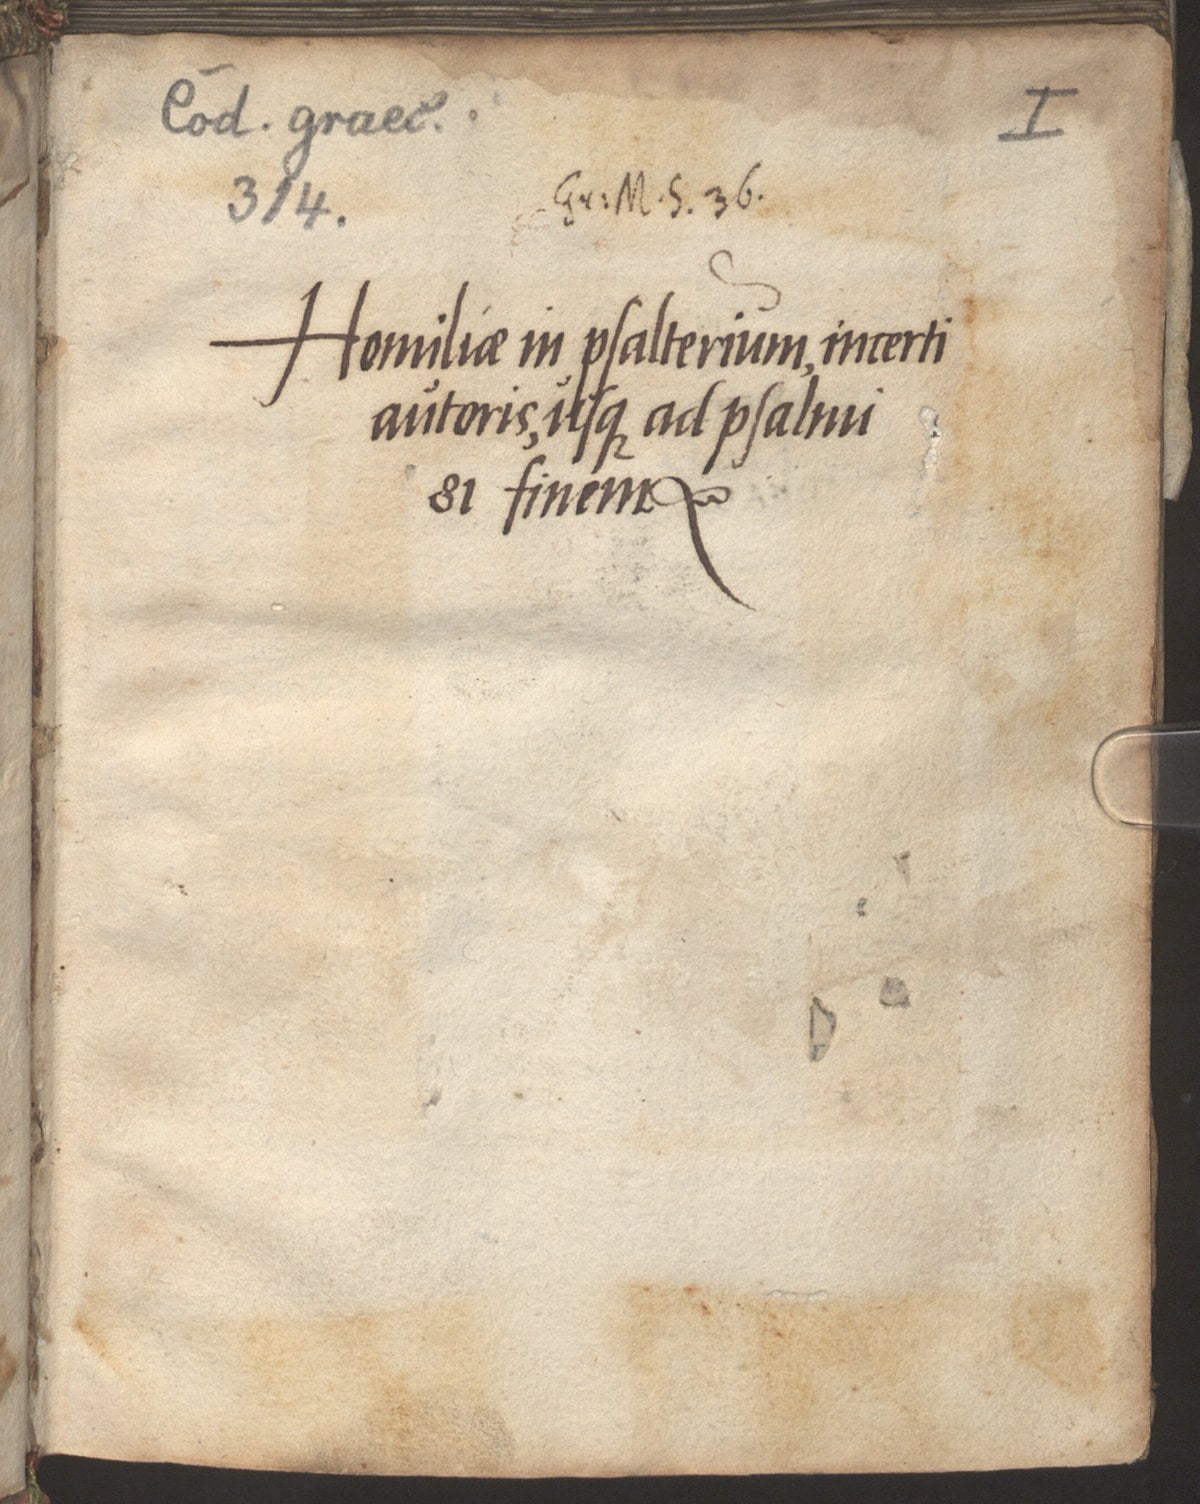 Cod. graec.
I
314.
Gr: M. S. 36.
Homiliæ in psalterium, incerti
autoris, usq ad psalmi
81 finem